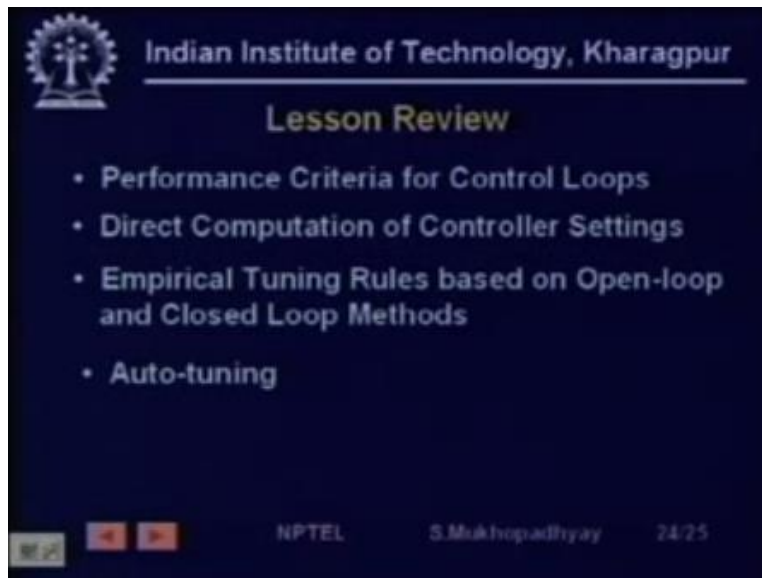 Indian Institute of Technology, Kharagpur
Lesson Review
• Performance Criteria for Control Loops
• Direct Computation of Controller Settings
• Empirical Tuning Rules based on Open-loop
and Closed Loop Methods
• Auto-tuning
NPTEL S.Mukhopadhyay 24/25